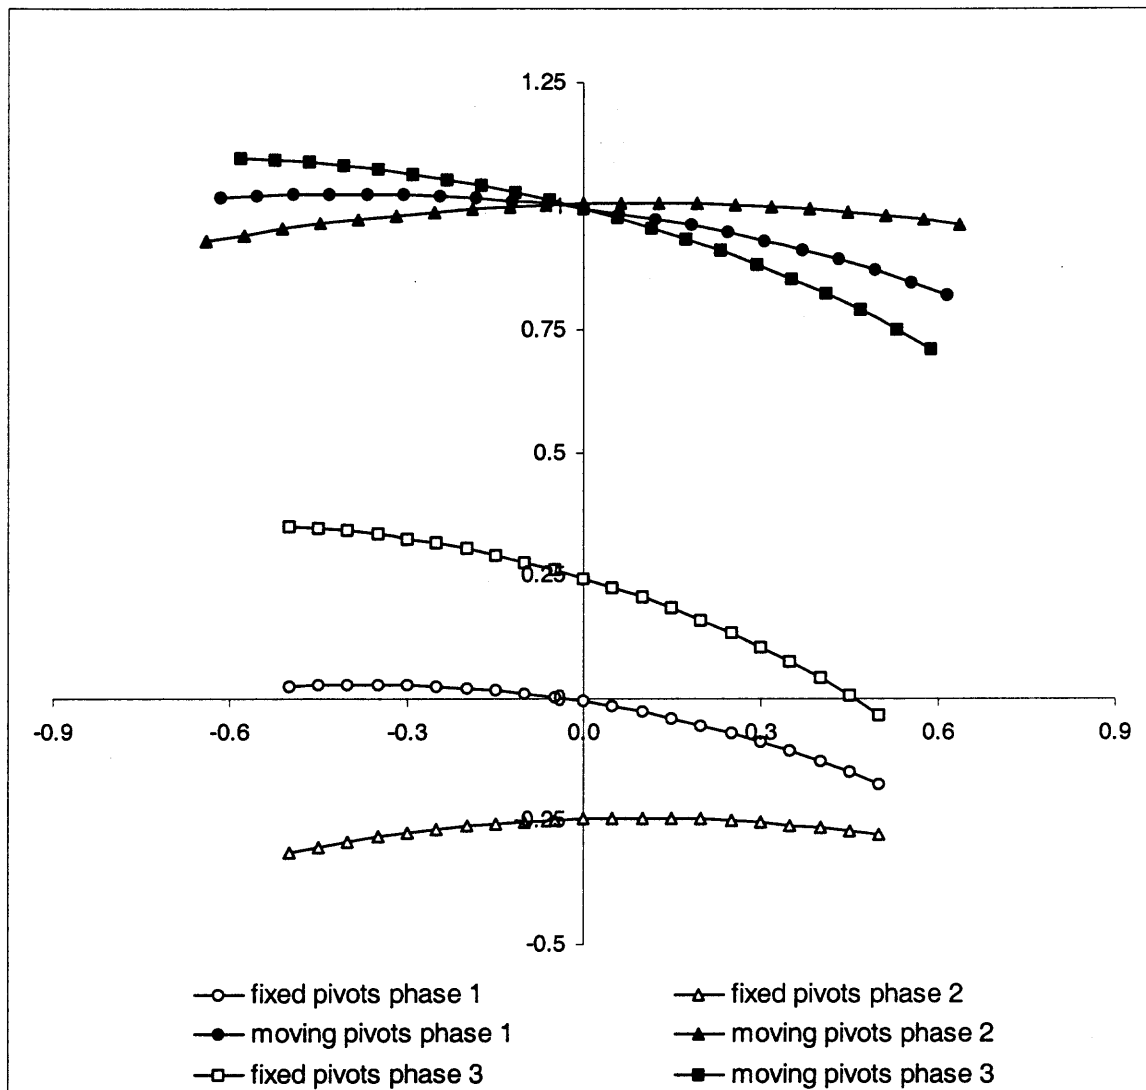 1.25
1
0.75
0.5
0.25
0
-0.9 -0.6 -0.3 0.0 0.3 0.6 0.9
0.25
-0.5
fixed pivots phase 1 fixed pivots phase 2
moving pivots phase 1 moving pivots phase 2
fixed pivots phase 3 moving pivots phase 3